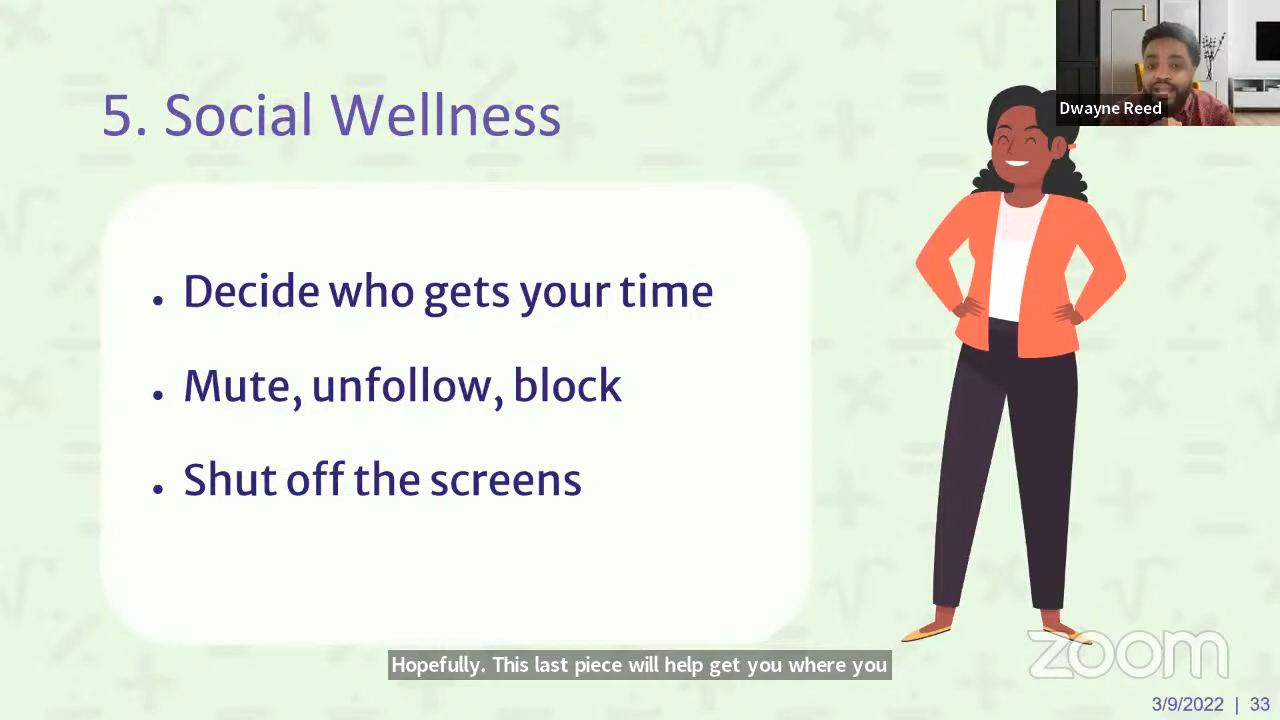 Dwayne Reed
5. Social Wellness
• Decide who gets your time
• Mute, unfollow, block
• Shut off the screens
Hopefully. This last piece will help get you where you
zoom
3/9/2022 | 33